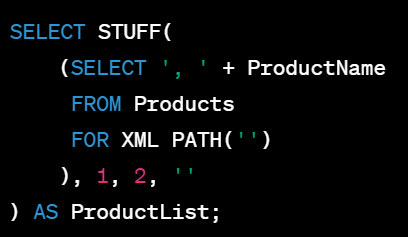 SELECT STUFF(
    (SELECT ', ' + ProductName
     FROM Products
     FOR XML PATH('')
    ), 1, 2, ''
) AS ProductList;